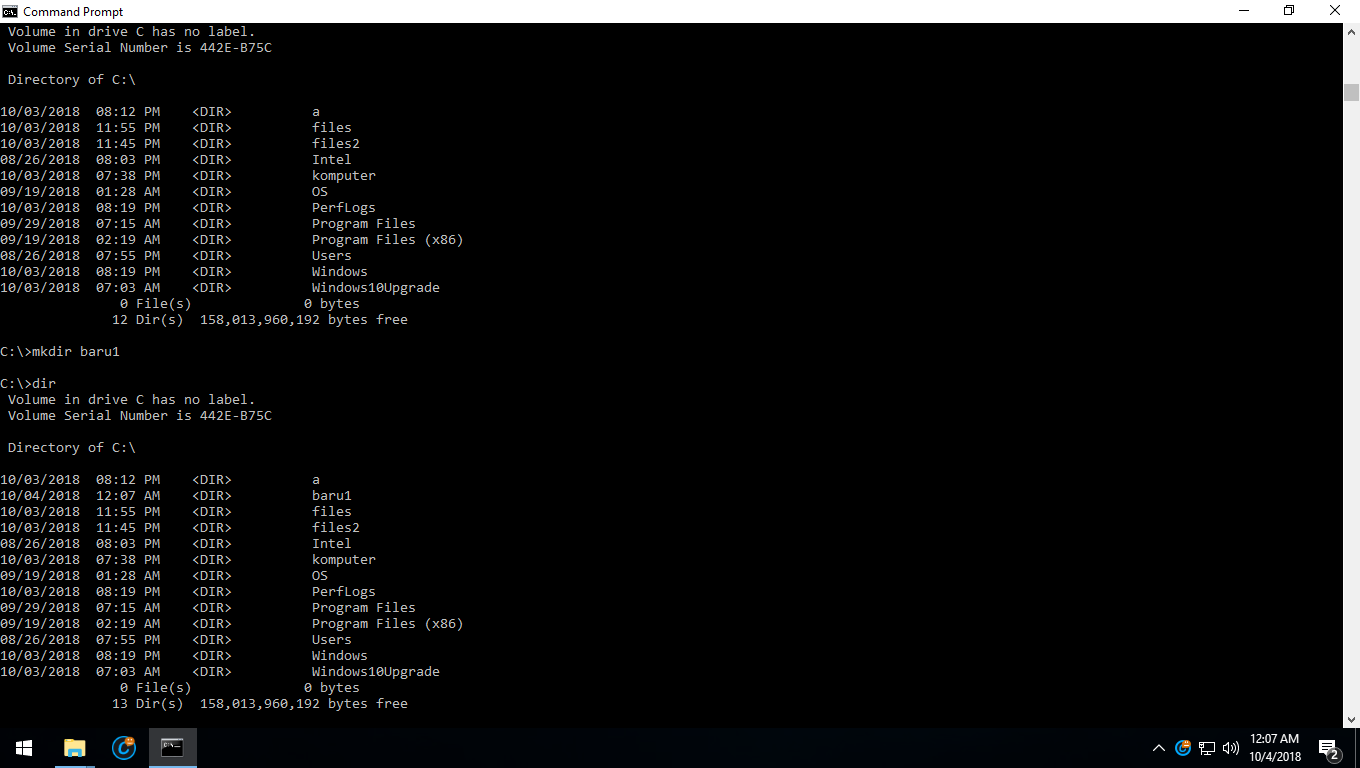 Command Prompt
Volume in drive C has no label.
Volume Serial Number is 442E-B75C
Directory of C:\
10/03/2018  08:12 PM    <DIR>          a
10/03/2018  11:55 PM    <DIR>          files
10/03/2018  11:45 PM    <DIR>          files2
08/26/2018  08:03 PM    <DIR>          Intel
10/03/2018  07:38 PM    <DIR>          komputer
09/19/2018  01:28 AM    <DIR>          OS
10/03/2018  08:19 PM    <DIR>          PerfLogs
09/29/2018  07:15 AM    <DIR>          Program Files
09/19/2018  02:19 AM    <DIR>          Program Files (x86)
08/26/2018  07:55 PM    <DIR>          Users
10/03/2018  08:19 PM    <DIR>          Windows
10/03/2018  07:03 AM    <DIR>          Windows10Upgrade
0 File(s)              0 bytes
12 Dir(s)  158,013,960,192 bytes free
C:\>mkdir baru1
C:\>dir
Volume in drive C has no label.
Volume Serial Number is 442E-B75C
Directory of C:\
10/03/2018  08:12 PM    <DIR>          a
10/04/2018  12:07 AM    <DIR>          baru1
10/03/2018  11:55 PM    <DIR>          files
10/03/2018  11:45 PM    <DIR>          files2
08/26/2018  08:03 PM    <DIR>          Intel
10/03/2018  07:38 PM    <DIR>          komputer
09/19/2018  01:28 AM    <DIR>          OS
10/03/2018  08:19 PM    <DIR>          PerfLogs
09/29/2018  07:15 AM    <DIR>          Program Files
09/19/2018  02:19 AM    <DIR>          Program Files (x86)
08/26/2018  07:55 PM    <DIR>          Users
10/03/2018  08:19 PM    <DIR>          Windows
10/03/2018  07:03 AM    <DIR>          Windows10Upgrade
0 File(s)              0 bytes
13 Dir(s)  158,013,960,192 bytes free
12:07 AM
10/4/2018
2